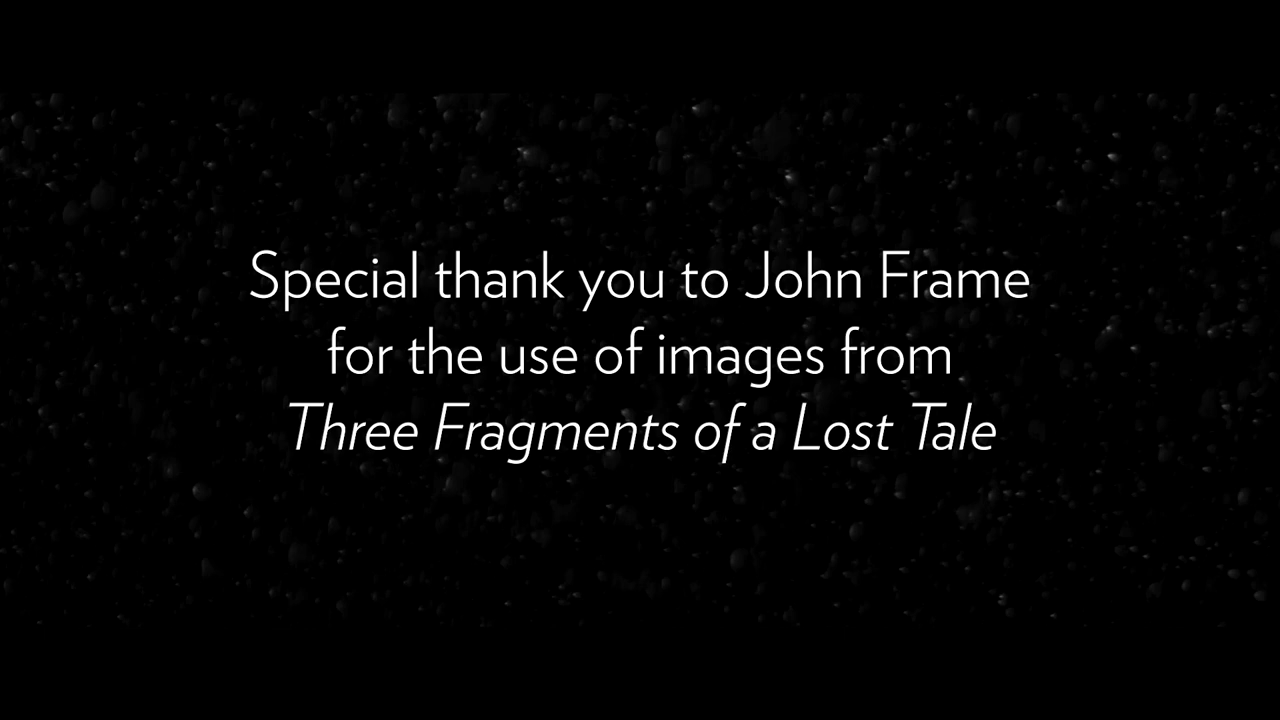 Special thank you to John Frame
for the use of images from
Three Fragments of a Lost Tale